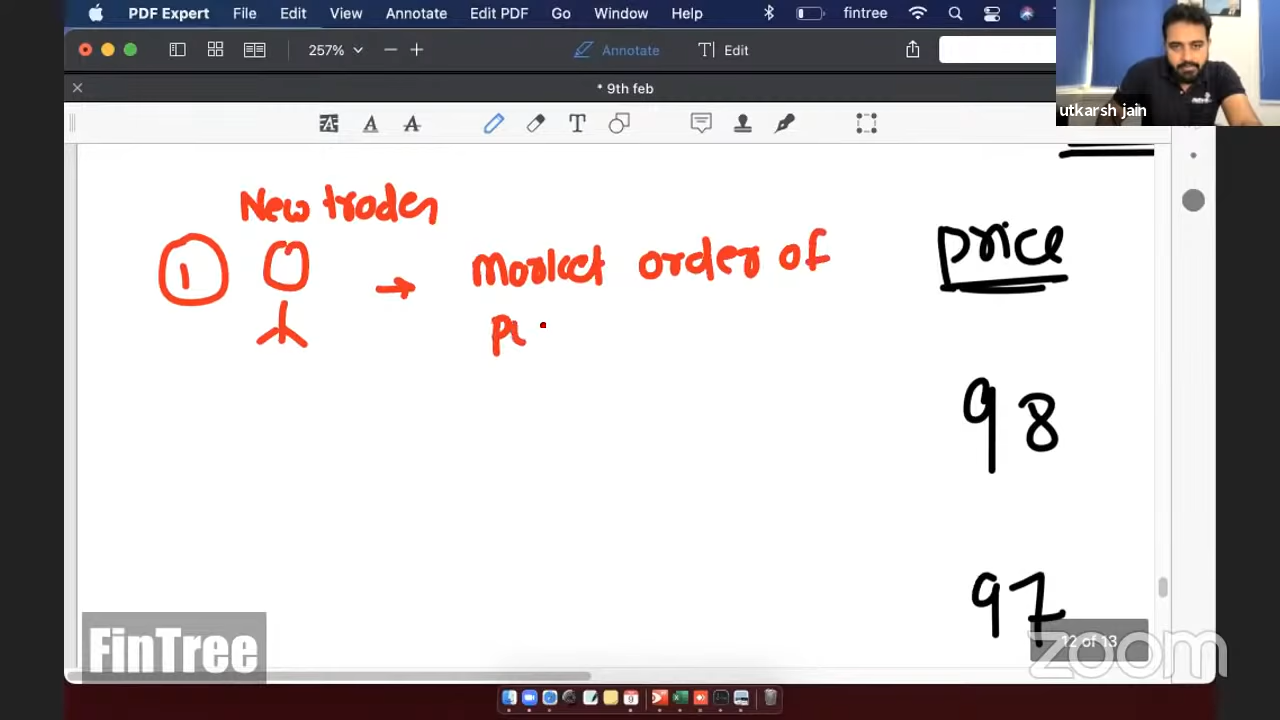 PDF Expert File Edit View Annotate Edit PDF Go Window Help fintree
257% Annotate T Edit
utkarsh jain
* 9th feb
New trader
1 → Market order of
price
98
97
FinTree
12 of 13
zoom